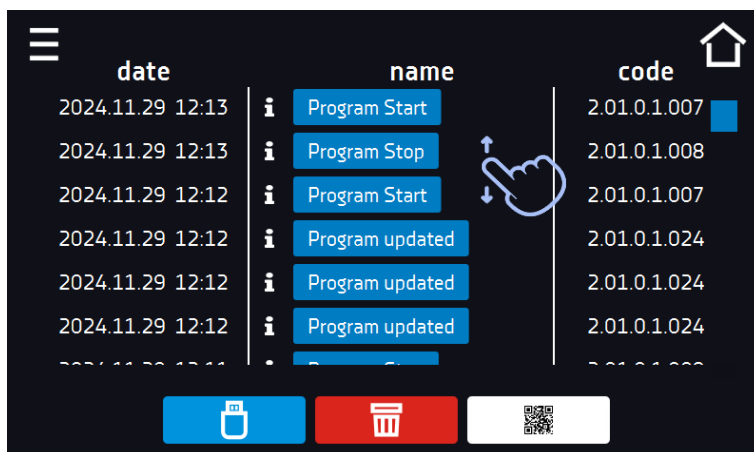 date name code
2024.11.29 12:13 i Program Start 2.01.0.1.007
2024.11.29 12:13 i Program Stop 2.01.0.1.008
2024.11.29 12:12 i Program Start 2.01.0.1.007
2024.11.29 12:12 i Program updated 2.01.0.1.024
2024.11.29 12:12 i Program updated 2.01.0.1.024
2024.11.29 12:12 i Program updated 2.01.0.1.024